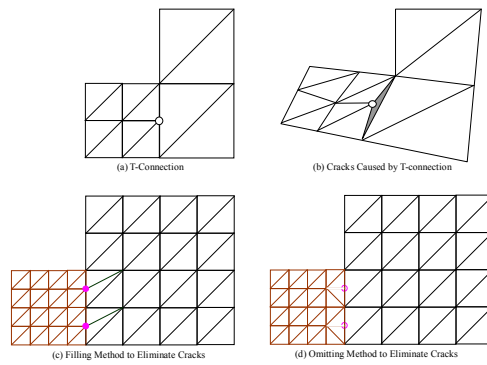 (a) T-Connection
(b) Cracks Caused by T-connection
(c) Filling Method to Eliminate Cracks
(d) Omitting Method to Eliminate Cracks